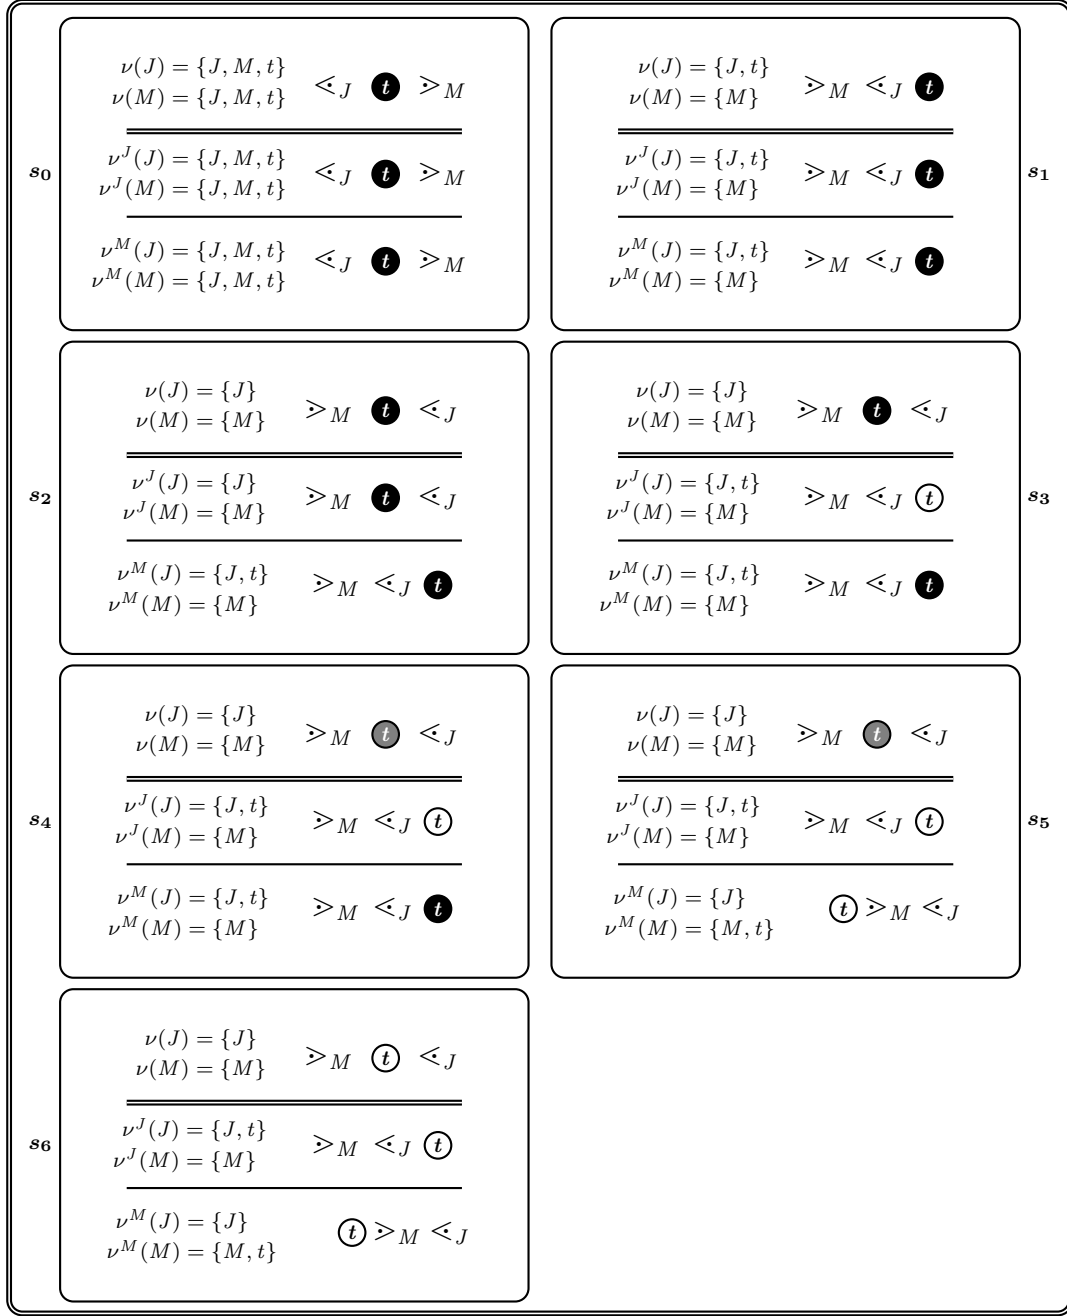 ν(J) = {J, M, t}
ν(M) = {J, M, t}
⋖J t ⋗M
s0
ν^J(J) = {J, M, t}
ν^J(M) = {J, M, t}
⋖J t ⋗M
ν^M(J) = {J, M, t}
ν^M(M) = {J, M, t}
⋖J t ⋗M
ν(J) = {J, t}
ν(M) = {M}
⋗M ⋖J t
ν^J(J) = {J, t}
ν^J(M) = {M}
⋗M ⋖J t
s1
ν^M(J) = {J, t}
ν^M(M) = {M}
⋗M ⋖J t
ν(J) = {J}
ν(M) = {M}
⋗M t ⋖J
s2
ν^J(J) = {J}
ν^J(M) = {M}
⋗M t ⋖J
ν^M(J) = {J, t}
ν^M(M) = {M}
⋗M ⋖J t
ν(J) = {J}
ν(M) = {M}
⋗M t ⋖J
ν^J(J) = {J, t}
ν^J(M) = {M}
⋗M ⋖J t
s3
ν^M(J) = {J, t}
ν^M(M) = {M}
⋗M ⋖J t
ν(J) = {J}
ν(M) = {M}
⋗M t ⋖J
s4
ν^J(J) = {J, t}
ν^J(M) = {M}
⋗M ⋖J t
ν^M(J) = {J, t}
ν^M(M) = {M}
⋗M ⋖J t
ν(J) = {J}
ν(M) = {M}
⋗M t ⋖J
ν^J(J) = {J, t}
ν^J(M) = {M}
⋗M ⋖J t
s5
ν^M(J) = {J}
ν^M(M) = {M, t}
t ⋗M ⋖J
ν(J) = {J}
ν(M) = {M}
⋗M t ⋖J
s6
ν^J(J) = {J, t}
ν^J(M) = {M}
⋗M ⋖J t
ν^M(J) = {J}
ν^M(M) = {M, t}
t ⋗M ⋖J